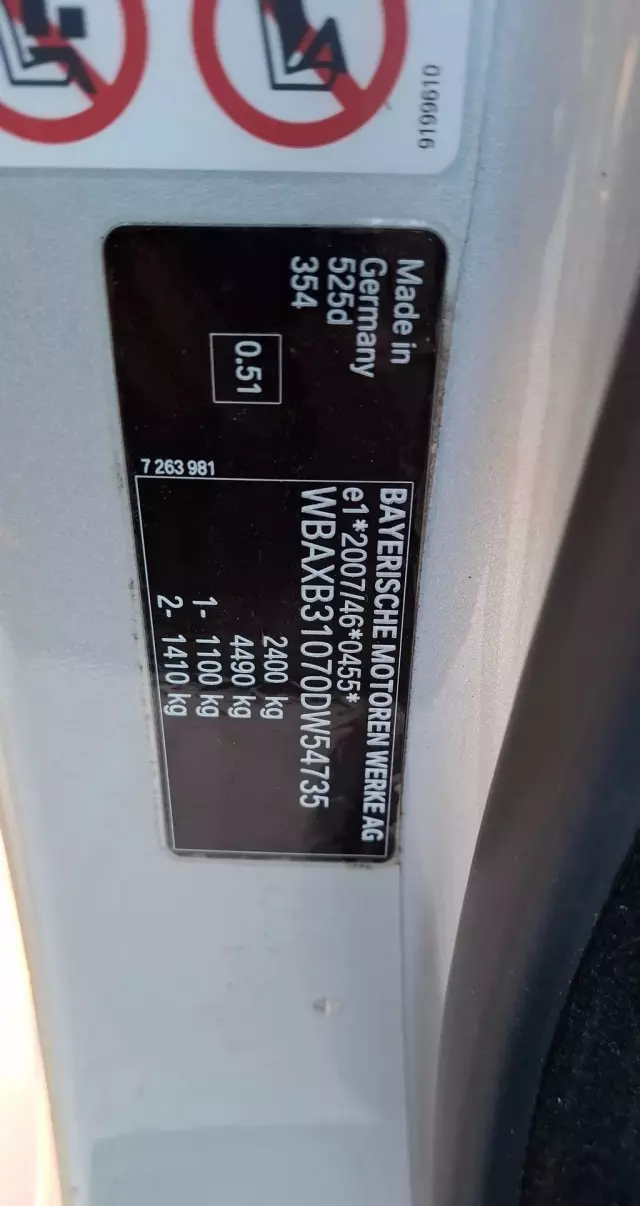 0196616
Made in
Germany
525d
354
0.51
7 263 981
BAYERISCHE MOTOREN WERKE AG
e1*2007/46*0455*
WBAXB31070DW54735
2400 kg
4490 kg
1- 1100 kg
2- 1410 kg